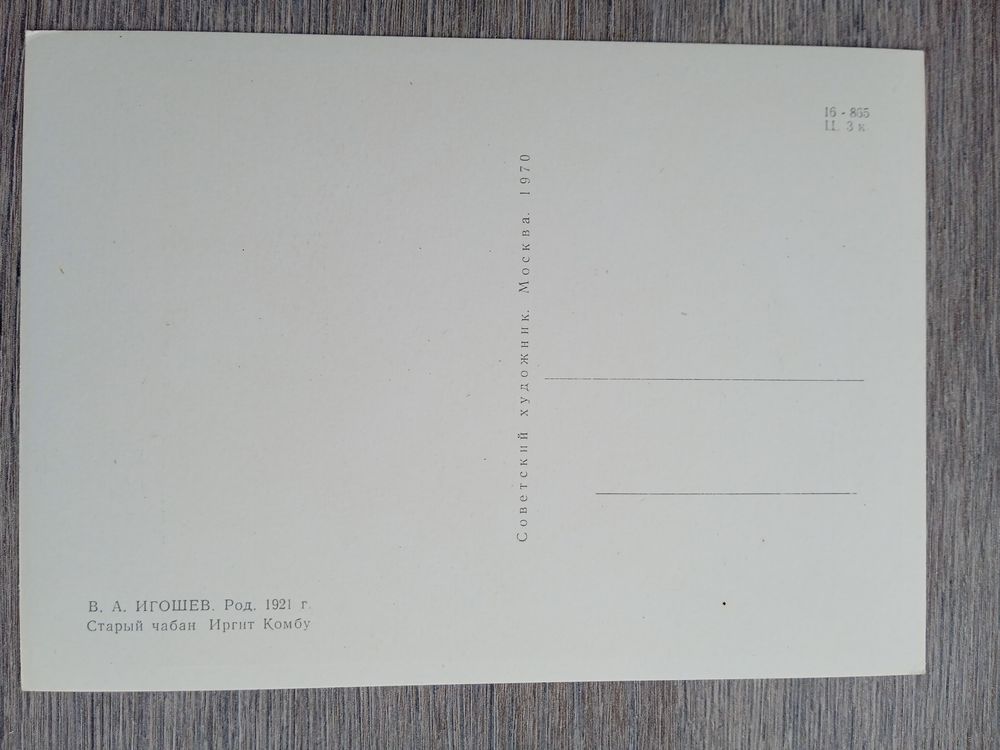 16 - 865
Ц. 3 к.
Советский художник. Москва. 1970
В. А. ИГОШЕВ. Род. 1921 г.
Старый чабан Иргит Комбу